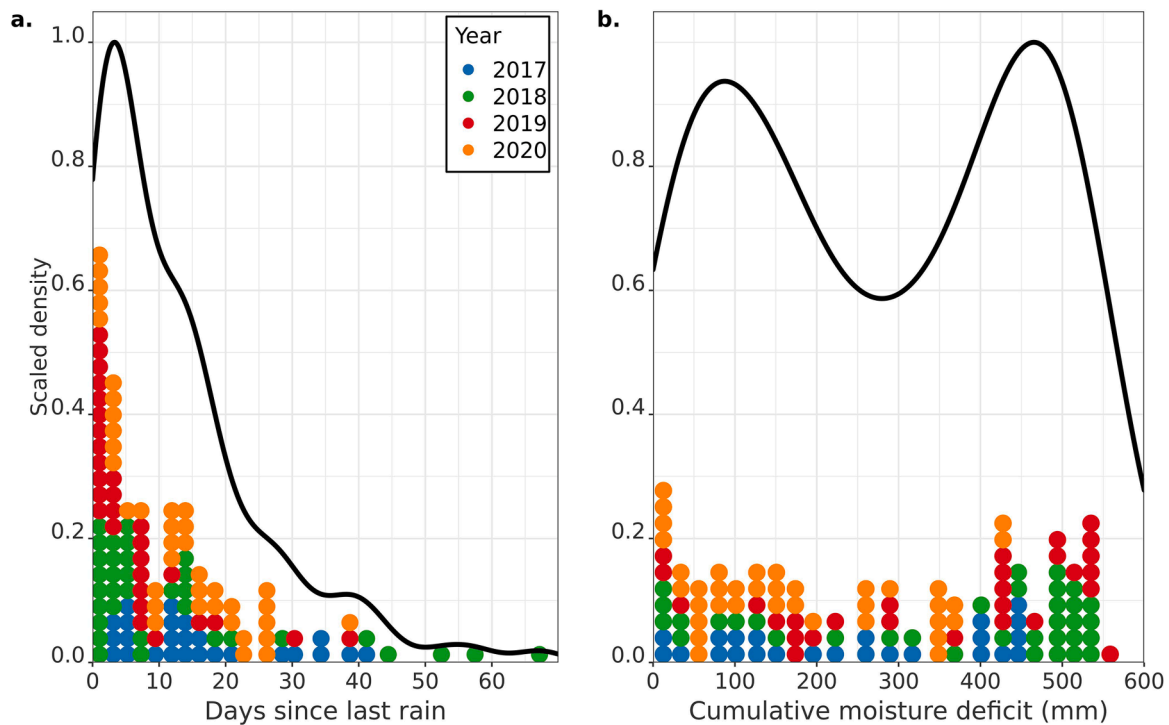 a.
Year
2017
2018
2019
2020
Scaled density
1.0
0.8
0.6
0.4
0.2
0.0
0 10 20 30 40 50 60
Days since last rain
b.
1.0
0.8
0.6
0.4
0.2
0.0
0 100 200 300 400 500 600
Cumulative moisture deficit (mm)